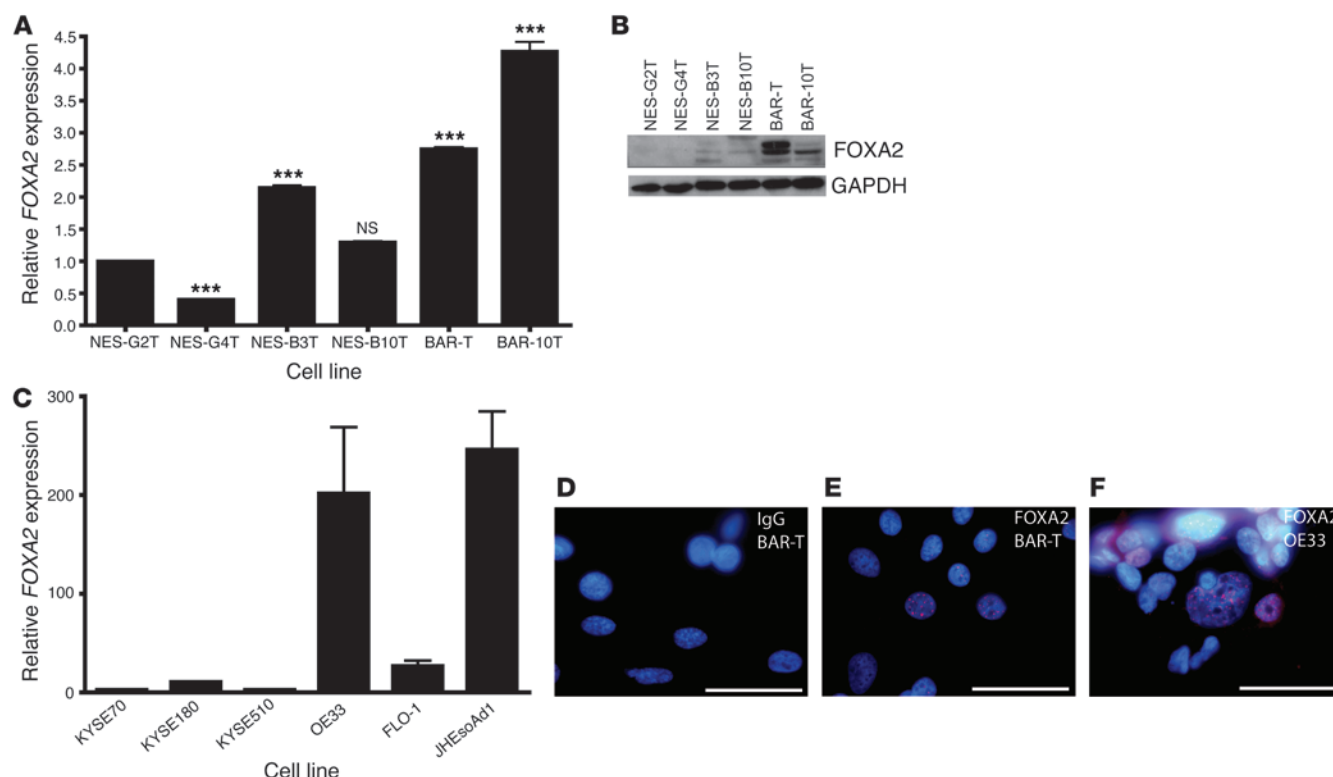 A
Relative FOXA2 expression
4.5
4.0
3.5
3.0
2.5
2.0
1.5
1.0
0.5
0.0
***
***
NS
***
***
NES-G2T
NES-G4T
NES-B3T
NES-B10T
BAR-T
BAR-10T
Cell line
B
NES-G2T
NES-G4T
NES-B3T
NES-B10T
BAR-T
BAR-10T
FOXA2
GAPDH
C
Relative FOXA2 expression
300
200
100
0
KYSE70
KYSE180
KYSE510
OE33
FLO-1
JHEsoAd1
Cell line
D
IgG
BAR-T
E
FOXA2
BAR-T
F
FOXA2
OE33